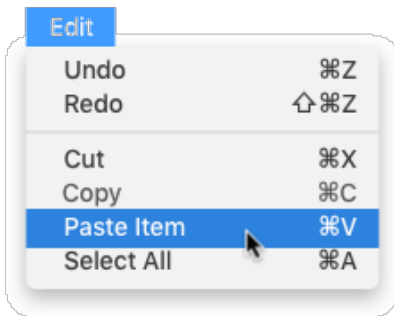 Edit
Undo ⌘Z
Redo ⇧⌘Z
Cut ⌘X
Copy ⌘C
Paste Item ⌘V
Select All ⌘A